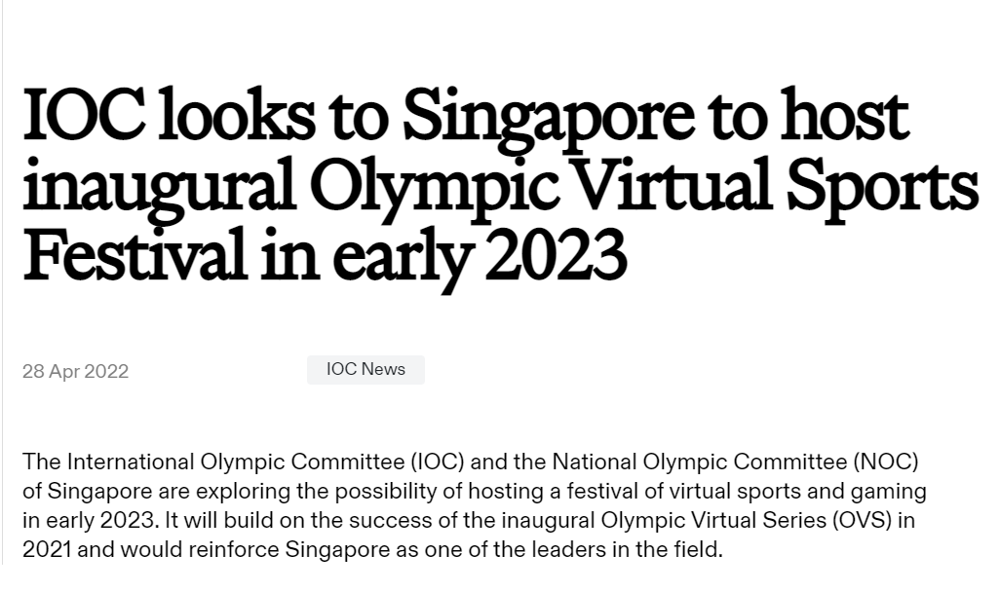 IOC looks to Singapore to host
inaugural Olympic Virtual Sports
Festival in early 2023
28 Apr 2022
IOC News
The International Olympic Committee (IOC) and the National Olympic Committee (NOC)
of Singapore are exploring the possibility of hosting a festival of virtual sports and gaming
in early 2023. It will build on the success of the inaugural Olympic Virtual Series (OVS) in
2021 and would reinforce Singapore as one of the leaders in the field.